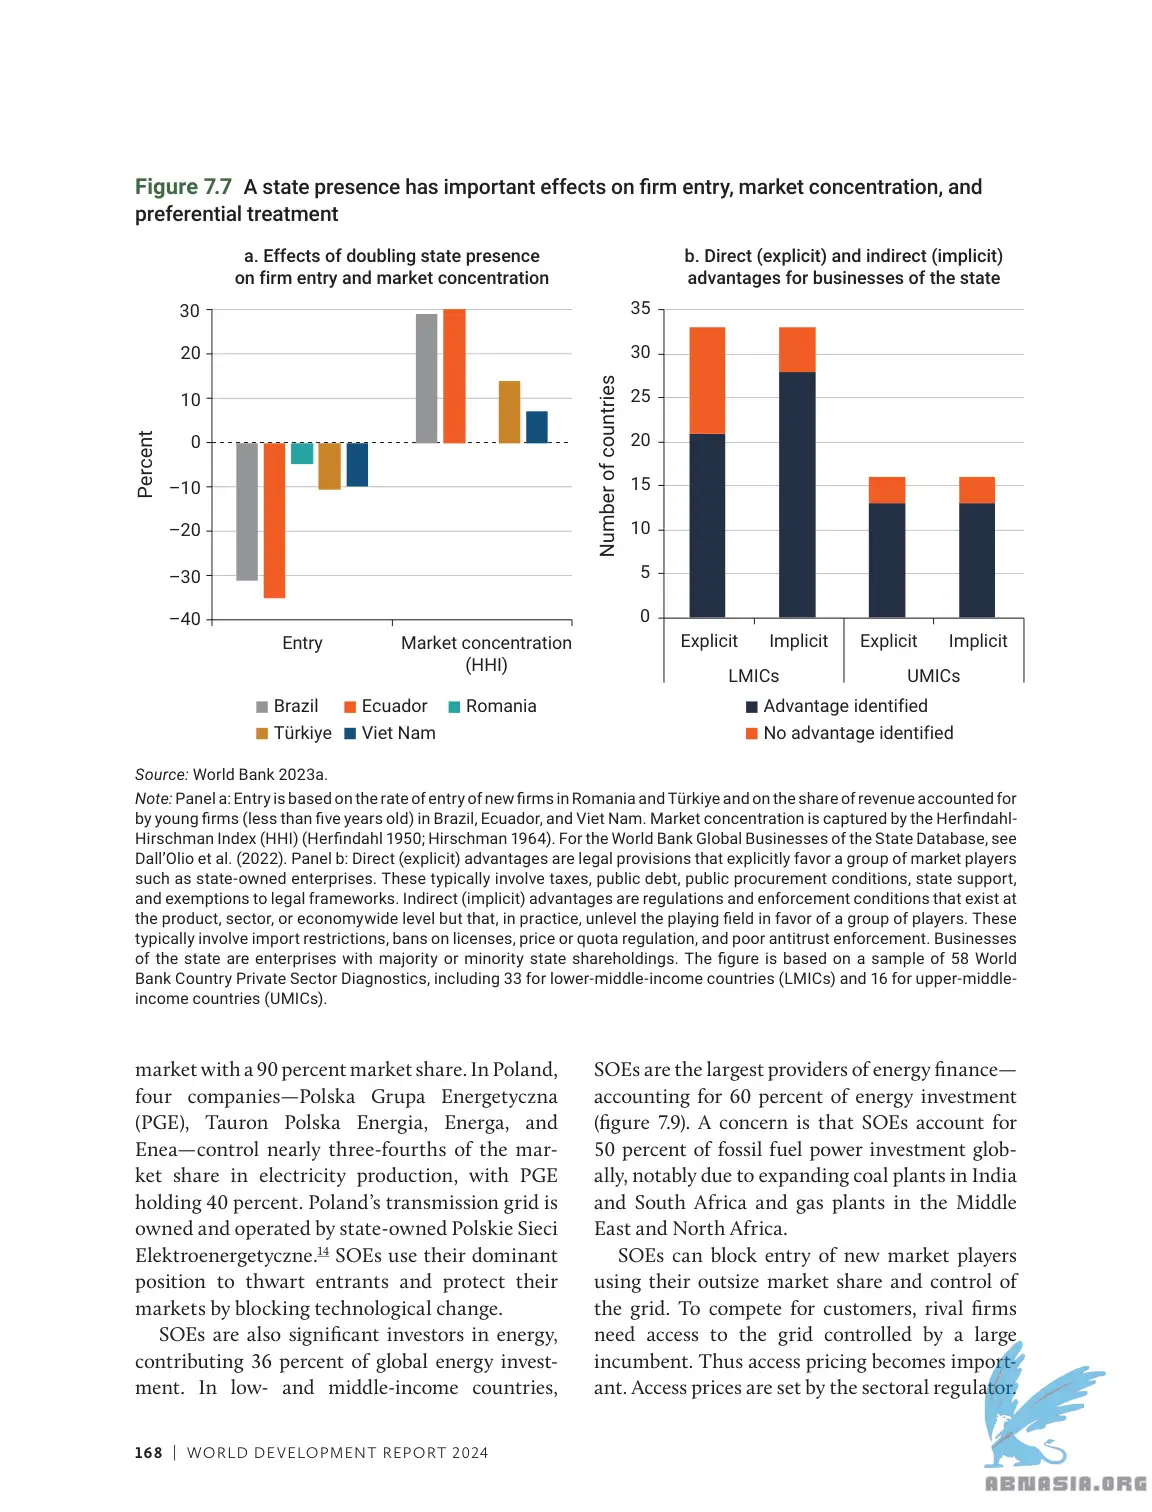 Figure 7.7 A state presence has important effects on firm entry, market concentration, and
preferential treatment
a. Effects of doubling state presence
on firm entry and market concentration
30
20
10
0
−10
−20
−30
−40
Percent
Entry
Market concentration
(HHI)
Brazil
Ecuador
Romania
Türkiye
Viet Nam
b. Direct (explicit) and indirect (implicit)
advantages for businesses of the state
35
30
25
20
15
10
5
0
Number of countries
Explicit
Implicit
Explicit
Implicit
LMICs
UMICs
Advantage identified
No advantage identified
Source: World Bank 2023a.
Note: Panel a: Entry is based on the rate of entry of new firms in Romania and Türkiye and on the share of revenue accounted for
by young firms (less than five years old) in Brazil, Ecuador, and Viet Nam. Market concentration is captured by the Herfindahl-
Hirschman Index (HHI) (Herfindahl 1950; Hirschman 1964). For the World Bank Global Businesses of the State Database, see
Dall'Olio et al. (2022). Panel b: Direct (explicit) advantages are legal provisions that explicitly favor a group of market players
such as state-owned enterprises. These typically involve taxes, public debt, public procurement conditions, state support,
and exemptions to legal frameworks. Indirect (implicit) advantages are regulations and enforcement conditions that exist at
the product, sector, or economywide level but that, in practice, unlevel the playing field in favor of a group of players. These
typically involve import restrictions, bans on licenses, price or quota regulation, and poor antitrust enforcement. Businesses
of the state are enterprises with majority or minority state shareholdings. The figure is based on a sample of 58 World
Bank Country Private Sector Diagnostics, including 33 for lower-middle-income countries (LMICs) and 16 for upper-middle-
income countries (UMICs).
market with a 90 percent market share. In Poland,
four companies—Polska Grupa Energetyczna
(PGE), Tauron Polska Energia, Energa, and
Enea—control nearly three-fourths of the mar-
ket share in electricity production, with PGE
holding 40 percent. Poland's transmission grid is
owned and operated by state-owned Polskie Sieci
Elektroenergetyczne.14 SOEs use their dominant
position to thwart entrants and protect their
markets by blocking technological change.
SOEs are also significant investors in energy,
contributing 36 percent of global energy invest-
ment. In low- and middle-income countries,
SOEs are the largest providers of energy finance—
accounting for 60 percent of energy investment
(figure 7.9). A concern is that SOEs account for
50 percent of fossil fuel power investment glob-
ally, notably due to expanding coal plants in India
and South Africa and gas plants in the Middle
East and North Africa.
SOEs can block entry of new market players
using their outsize market share and control of
the grid. To compete for customers, rival firms
need access to the grid controlled by a large
incumbent. Thus access pricing becomes import-
ant. Access prices are set by the sectoral regulator.
168 | WORLD DEVELOPMENT REPORT 2024
ABNASIA.ORG